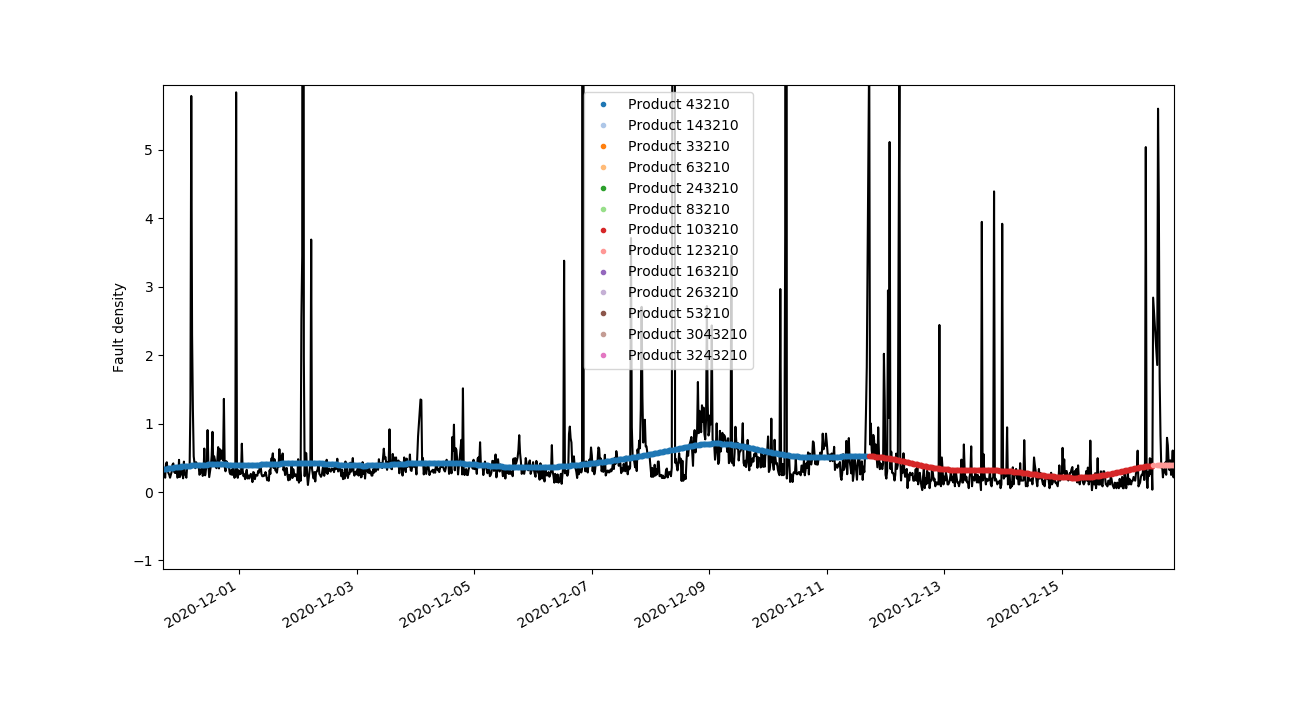 Product 43210
Product 143210
Product 33210
Product 63210
Product 243210
Product 83210
Product 103210
Product 123210
Product 163210
Product 263210
Product 53210
Product 3043210
Product 3243210
5
4
3
2
1
0
−1
Fault density
2020-12-01
2020-12-03
2020-12-05
2020-12-07
2020-12-09
2020-12-11
2020-12-13
2020-12-15